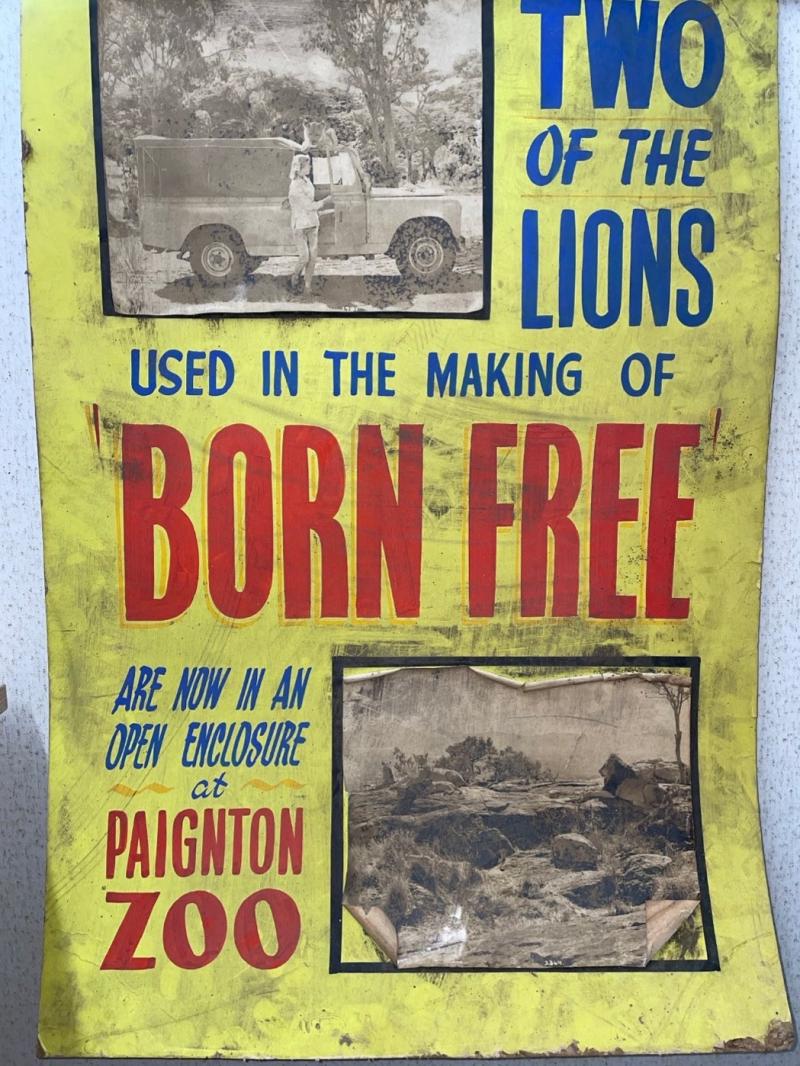 TWO
OF THE
LIONS
USED IN THE MAKING OF
'BORN FREE'
ARE NOW IN AN
OPEN ENCLOSURE
at
PAIGNTON
ZOO